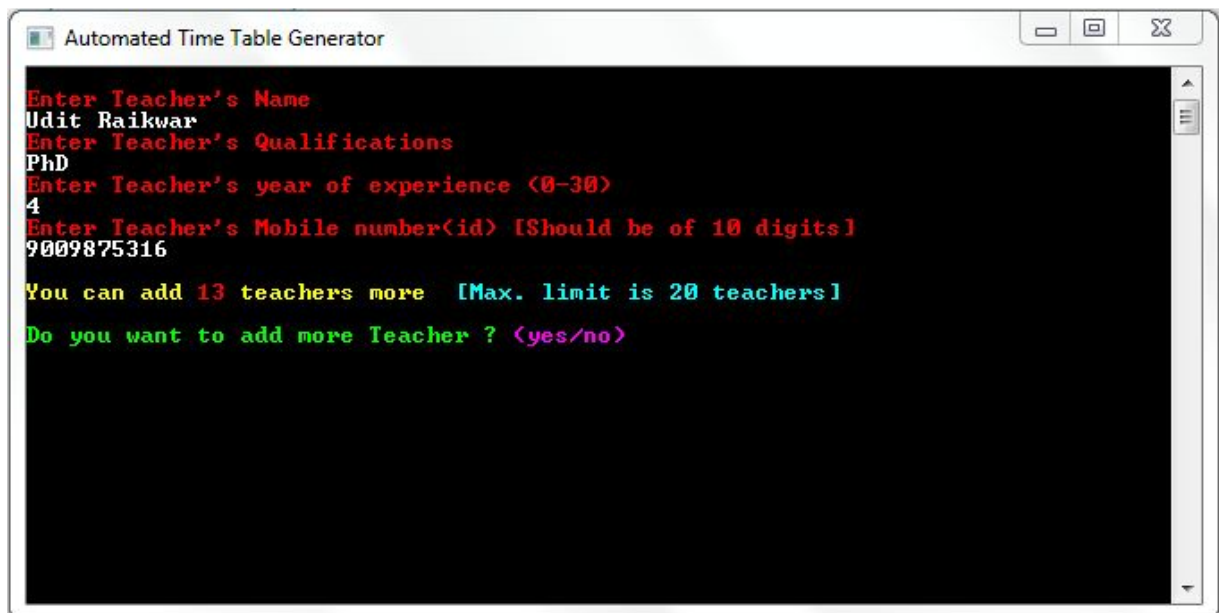 Automated Time Table Generator
Enter Teacher's Name
Udit Raikwar
Enter Teacher's Qualifications
PhD
Enter Teacher's year of experience (0-30)
4
Enter Teacher's Mobile number(id) [Should be of 10 digits]
9009875316
You can add 13 teachers more [Max. limit is 20 teachers]
Do you want to add more Teacher ? (yes/no)